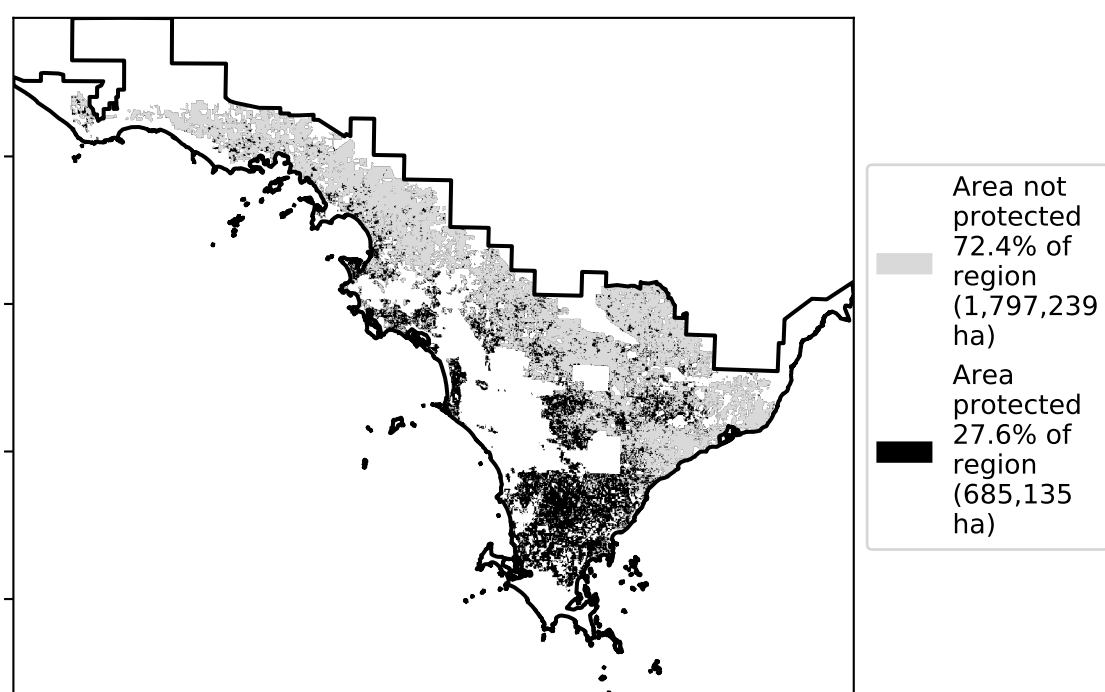 Area not
protected
72.4% of
region
(1,797,239
ha)
Area
protected
27.6% of
region
(685,135
ha)